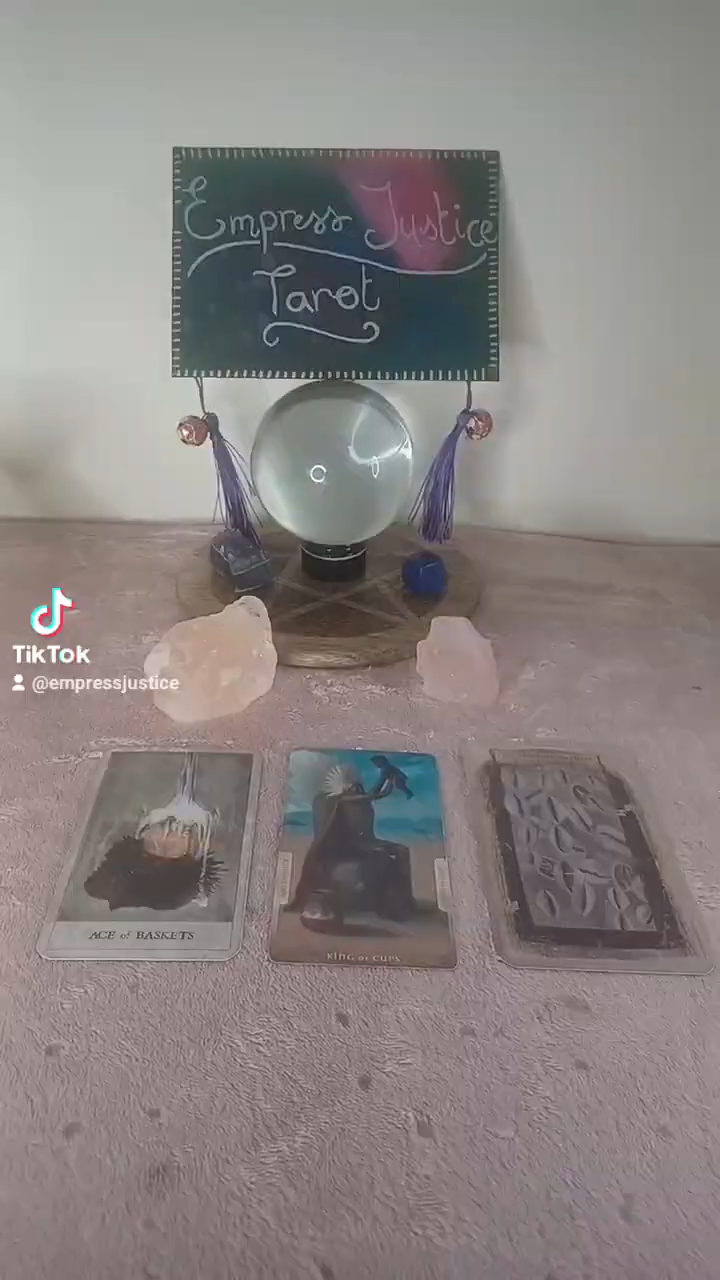 Empress Justice
Tarot
TikTok
@empressjustice
ACE of BASKETS
KING OF CUPS